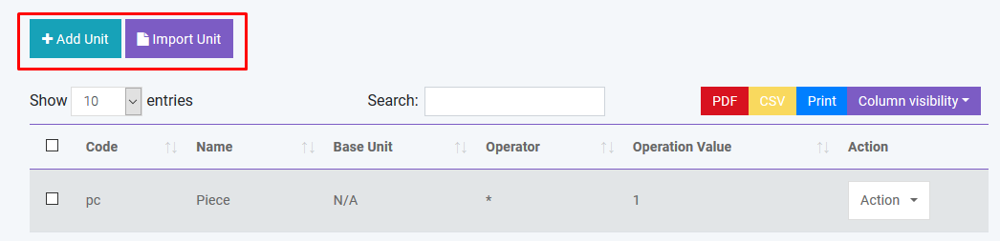 Add Unit Import Unit
Show 10 entries Search: PDF CSV Print Column visibility
Code Name Base Unit Operator Operation Value Action
pc Piece N/A * 1 Action